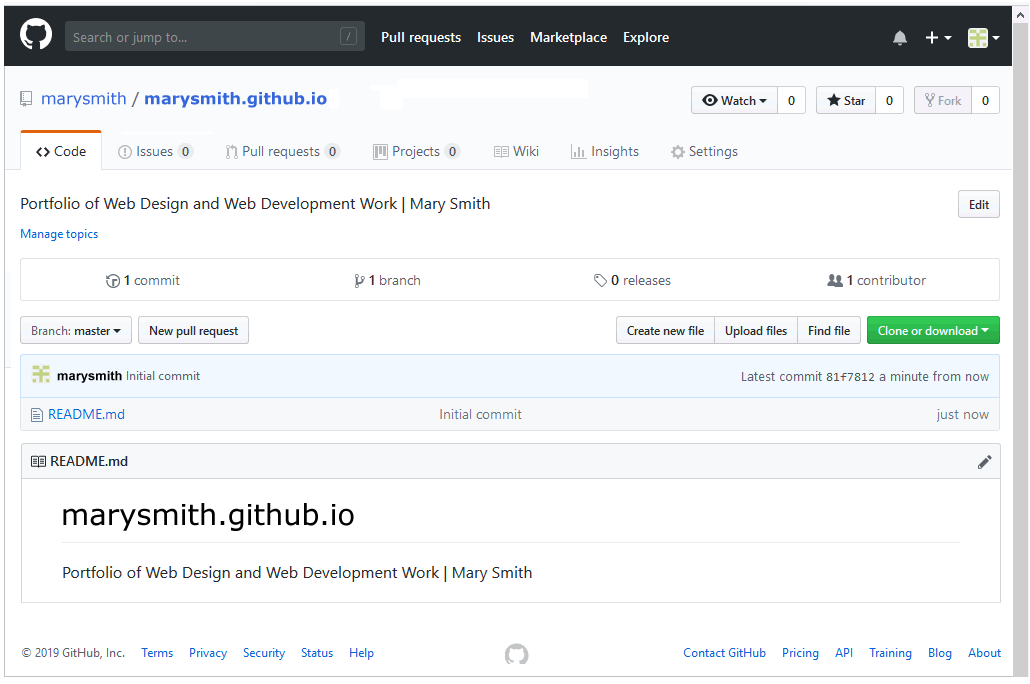 Search or jump to... / Pull requests Issues Marketplace Explore
marysmith / marysmith.github.io Watch 0 Star 0 Fork 0
Code Issues 0 Pull requests 0 Projects 0 Wiki Insights Settings
Portfolio of Web Design and Web Development Work | Mary Smith Edit
Manage topics
1 commit 1 branch 0 releases 1 contributor
Branch: master New pull request Create new file Upload files Find file Clone or download
marysmith Initial commit Latest commit 81f7812 a minute from now
README.md Initial commit just now
README.md
marysmith.github.io
Portfolio of Web Design and Web Development Work | Mary Smith
© 2019 GitHub, Inc. Terms Privacy Security Status Help Contact GitHub Pricing API Training Blog About